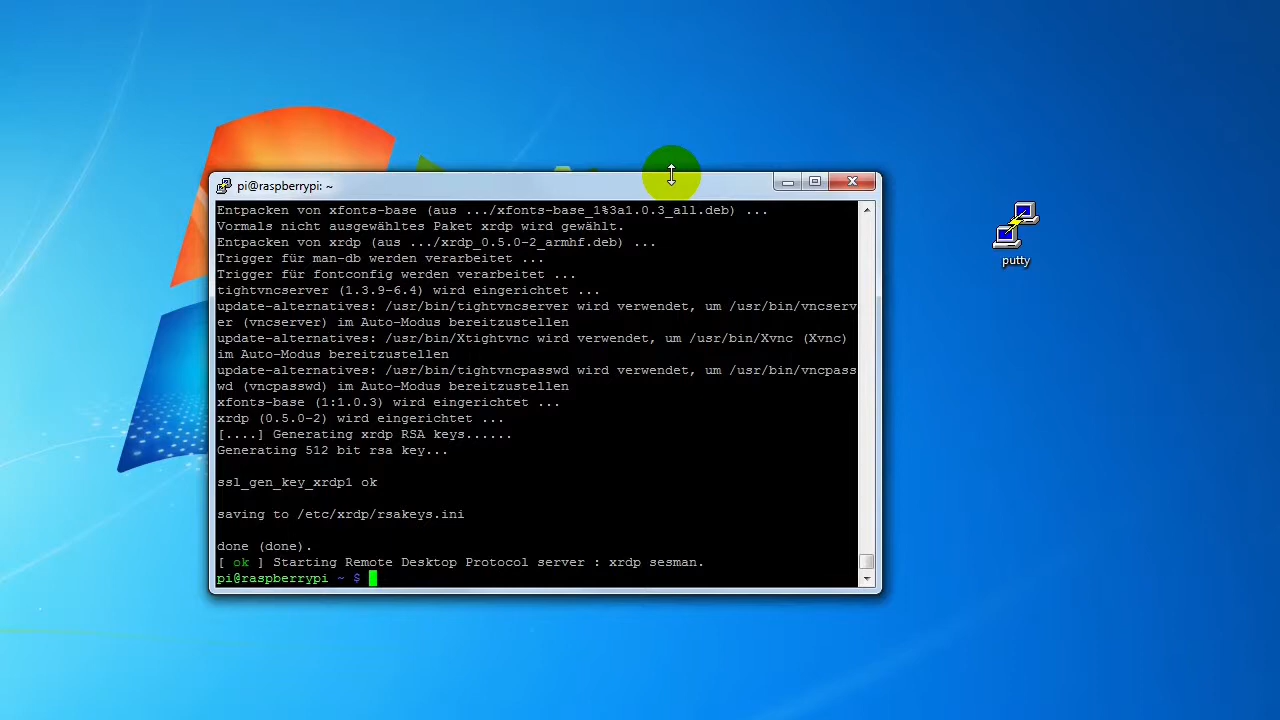 pi@raspberrypi: ~
Entpacken von xfonts-base (aus .../xfonts-base_1%3a1.0.3_all.deb) ...
Vormals nicht ausgewähltes Paket xrdp wird gewählt.
Entpacken von xrdp (aus .../xrdp_0.5.0-2_armhf.deb) ...
Trigger für man-db werden verarbeitet ...
Trigger für fontconfig werden verarbeitet ...
tightvncserver (1.3.9-6.4) wird eingerichtet ...
update-alternatives: /usr/bin/tightvncserver wird verwendet, um /usr/bin/vncserv
er (vncserver) im Auto-Modus bereitzustellen
update-alternatives: /usr/bin/Xtightvnc wird verwendet, um /usr/bin/Xvnc (Xvnc)
im Auto-Modus bereitzustellen
update-alternatives: /usr/bin/tightvncpasswd wird verwendet, um /usr/bin/vncpass
wd (vncpasswd) im Auto-Modus bereitzustellen
xfonts-base (1:1.0.3) wird eingerichtet ...
xrdp (0.5.0-2) wird eingerichtet ...
[....] Generating xrdp RSA keys......
Generating 512 bit rsa key...
ssl_gen_key_xrdp1 ok
saving to /etc/xrdp/rsakeys.ini
done (done).
[ ok ] Starting Remote Desktop Protocol server : xrdp sesman.
pi@raspberrypi ~ $
putty